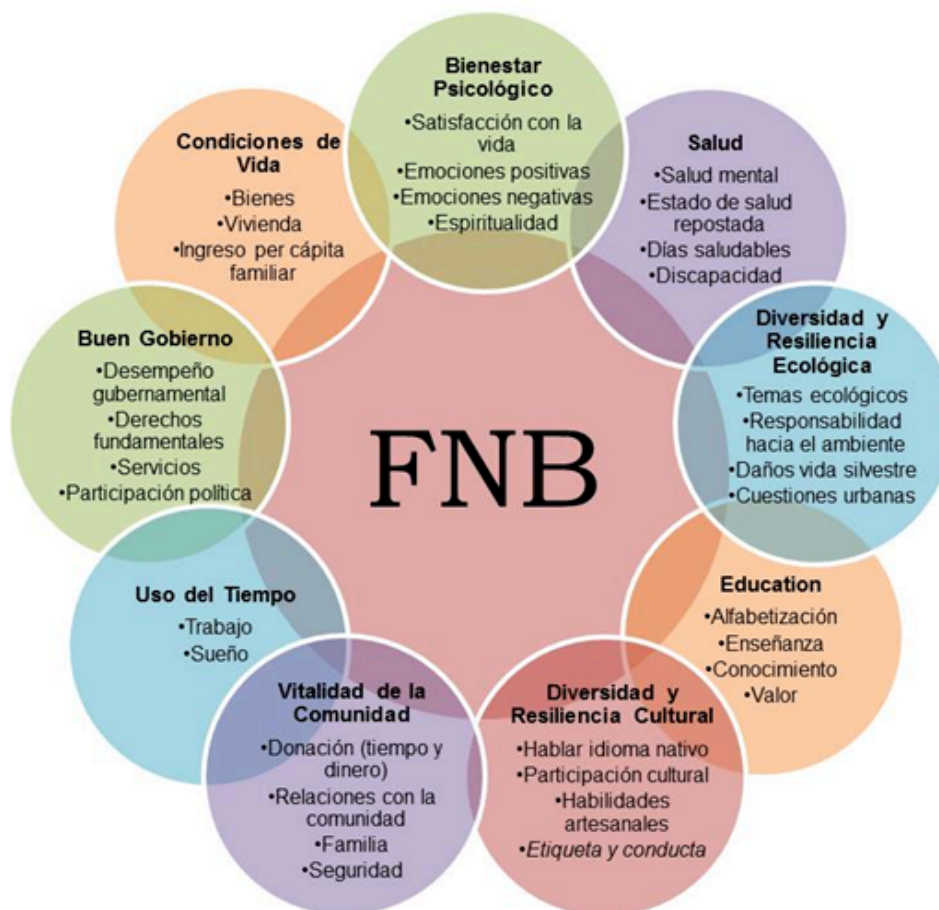 Bienestar
Psicológico
•Satisfacción con la
vida
•Emociones positivas
•Emociones negativas
•Espiritualidad
Salud
•Salud mental
•Estado de salud
repostada
•Días saludables
•Discapacidad
Diversidad y
Resiliencia
Ecológica
•Temas ecológicos
•Responsabilidad
hacia el ambiente
•Daños vida silvestre
•Cuestiones urbanas
Education
•Alfabetización
•Enseñanza
•Conocimiento
•Valor
Diversidad y
Resiliencia Cultural
•Hablar idioma nativo
•Participación cultural
•Habilidades
artesanales
•Etiqueta y conducta
Vitalidad de la
Comunidad
•Donación (tiempo y
dinero)
•Relaciones con la
comunidad
•Familia
•Seguridad
Uso del Tiempo
•Trabajo
•Sueño
Buen Gobierno
•Desempeño
gubernamental
•Derechos
fundamentales
•Servicios
•Participación política
Condiciones de
Vida
•Bienes
•Vivienda
•Ingreso per cápita
familiar
FNB